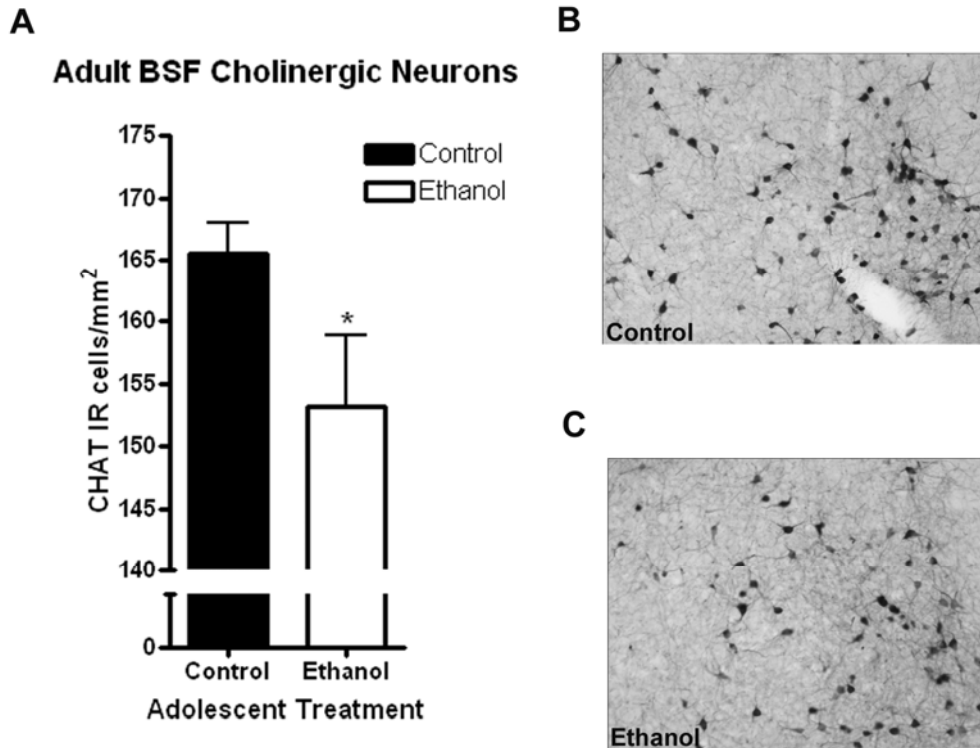 A
Adult BSF Cholinergic Neurons
175
170
165
160
155
150
145
140
0
CHAT IR cells/mm²
Control
Ethanol
*
Control
Ethanol
Adolescent Treatment
B
Control
C
Ethanol